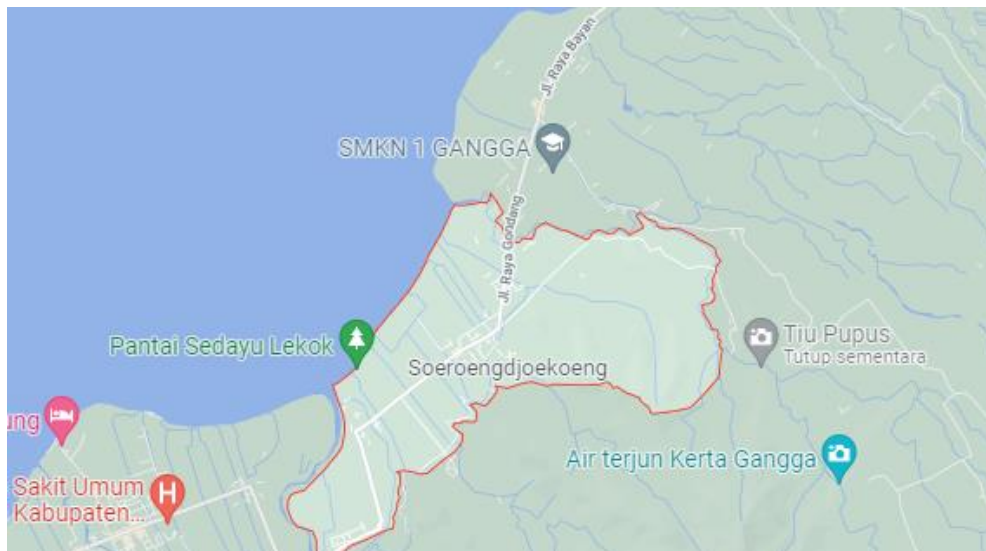 Jl. Raya Bayan
SMKN 1 GANGGA
Jl. Raya Gondang
Pantai Sedayu Lekok
Tiu Pupus
Tutup sementara
Soeroengdjoekoeng
ung
Air terjun Kerta Gangga
Sakit Umum
Kabupaten...